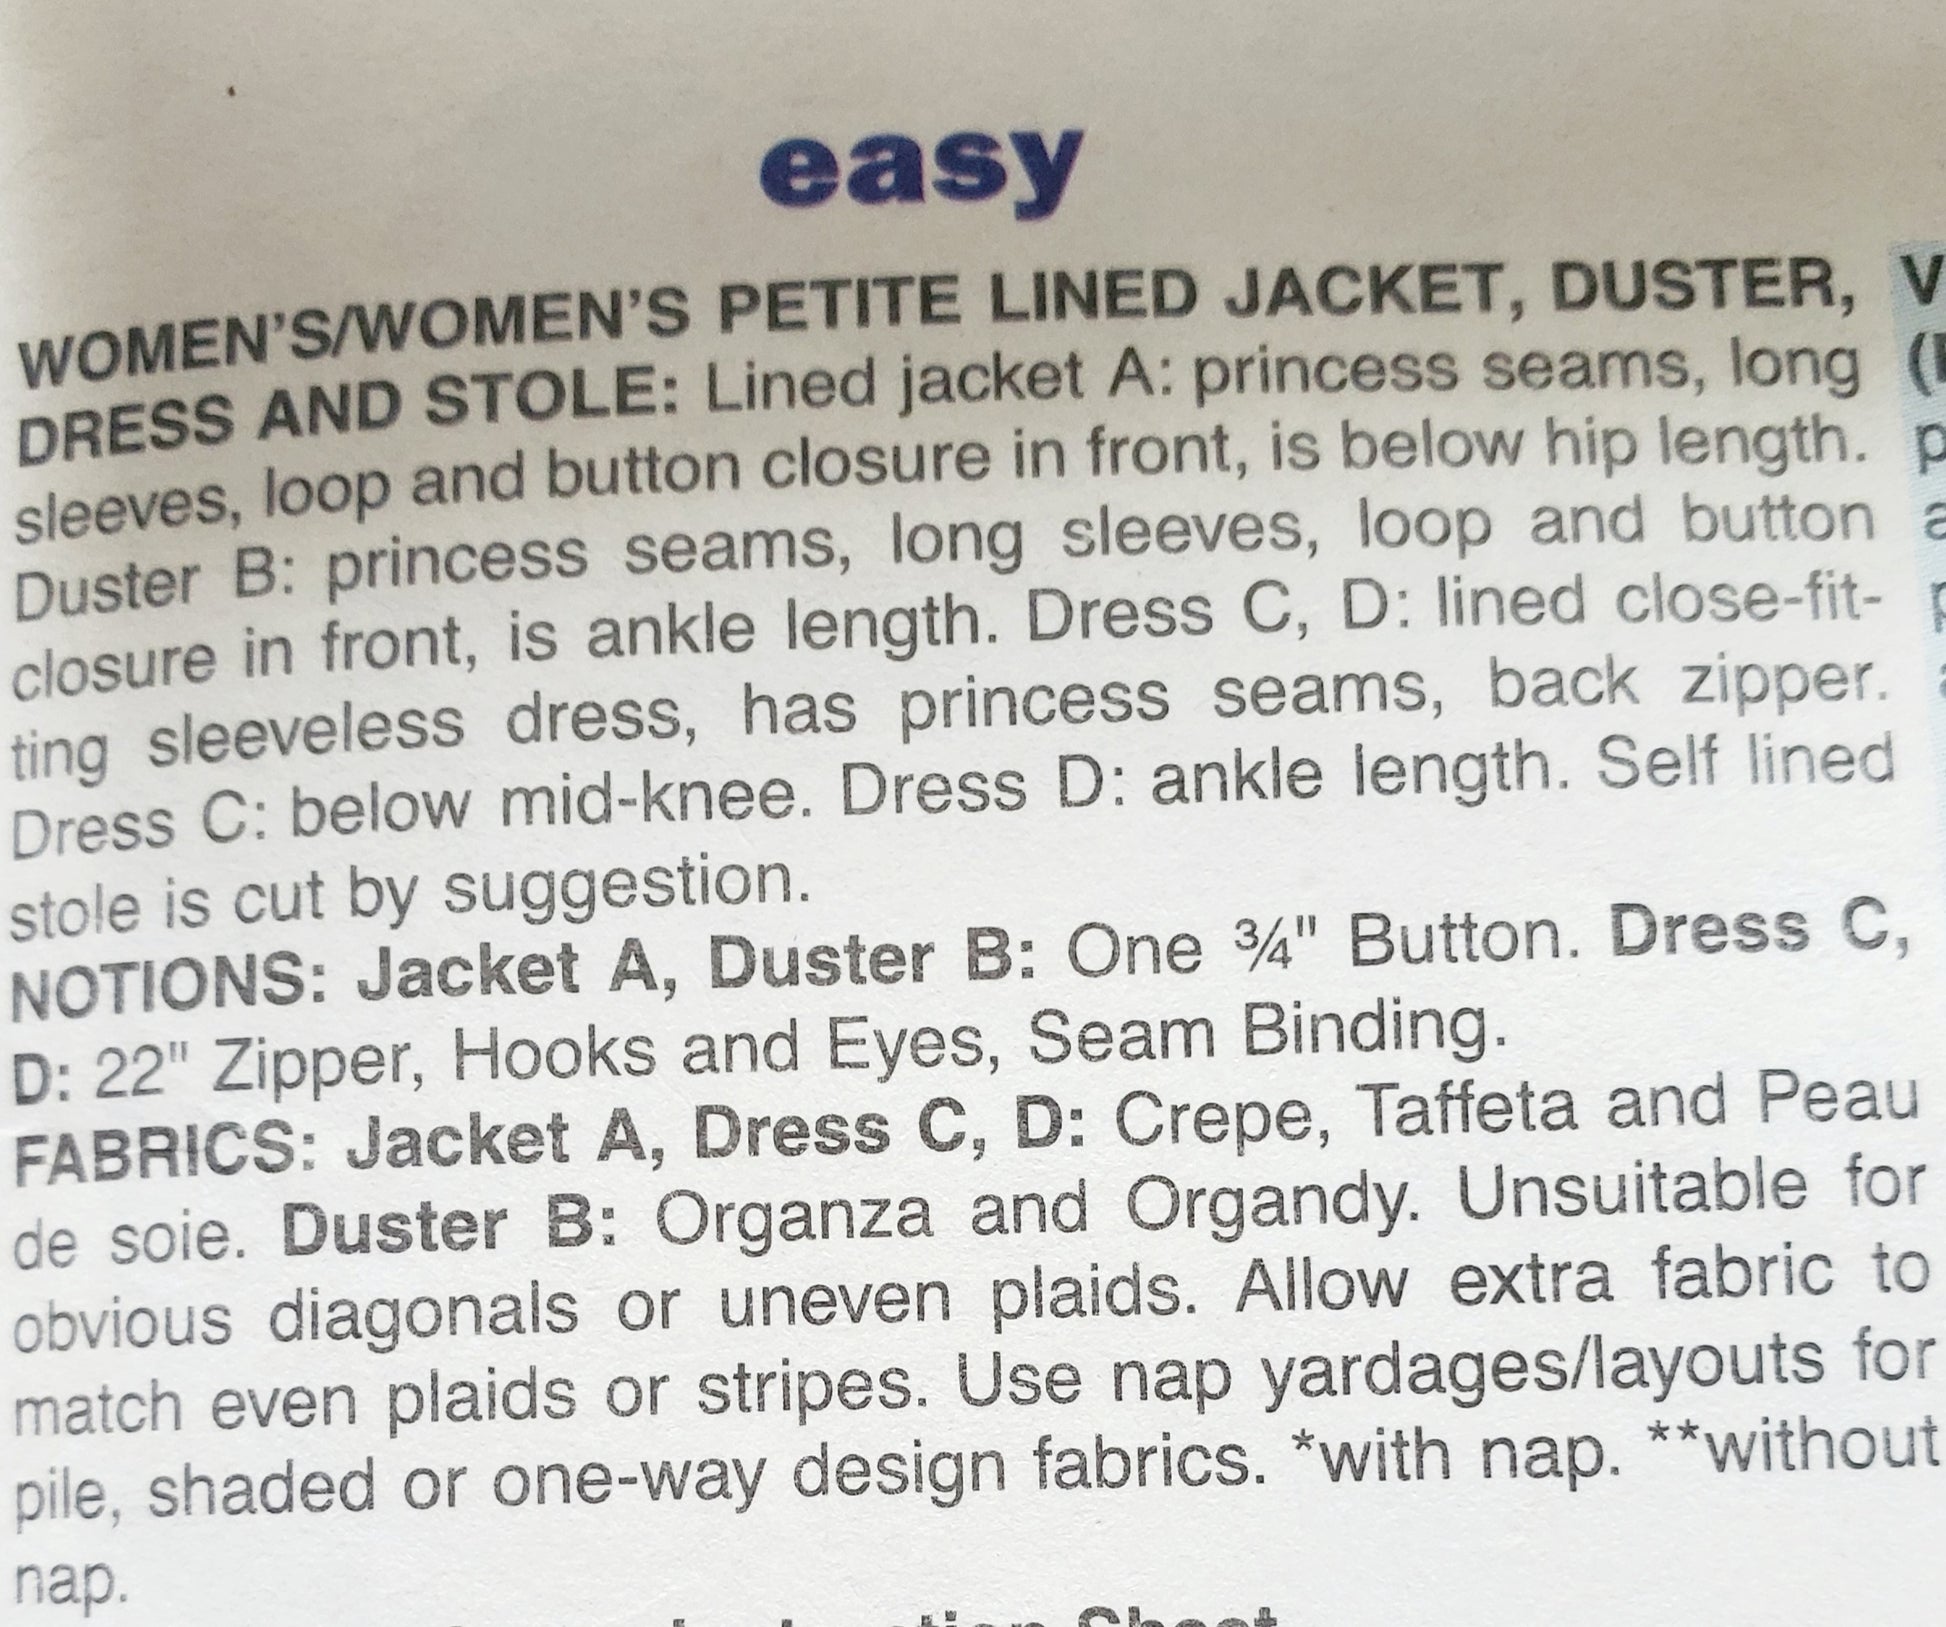 easy
WOMEN'S/WOMEN'S PETITE LINED JACKET, DUSTER,
DRESS AND STOLE: Lined jacket A: princess seams, long
sleeves, loop and button closure in front, is below hip length.
Duster B: princess seams, long sleeves, loop and button
closure in front, is ankle length. Dress C, D: lined close-fit-
ting sleeveless dress, has princess seams, back zipper.
Dress C: below mid-knee. Dress D: ankle length. Self lined
stole is cut by suggestion.
NOTIONS: Jacket A, Duster B: One ¾" Button. Dress C,
D: 22" Zipper, Hooks and Eyes, Seam Binding.
FABRICS: Jacket A, Dress C, D: Crepe, Taffeta and Peau
de soie. Duster B: Organza and Organdy. Unsuitable for
obvious diagonals or uneven plaids. Allow extra fabric to
match even plaids or stripes. Use nap yardages/layouts for
pile, shaded or one-way design fabrics. *with nap. **without
nap.